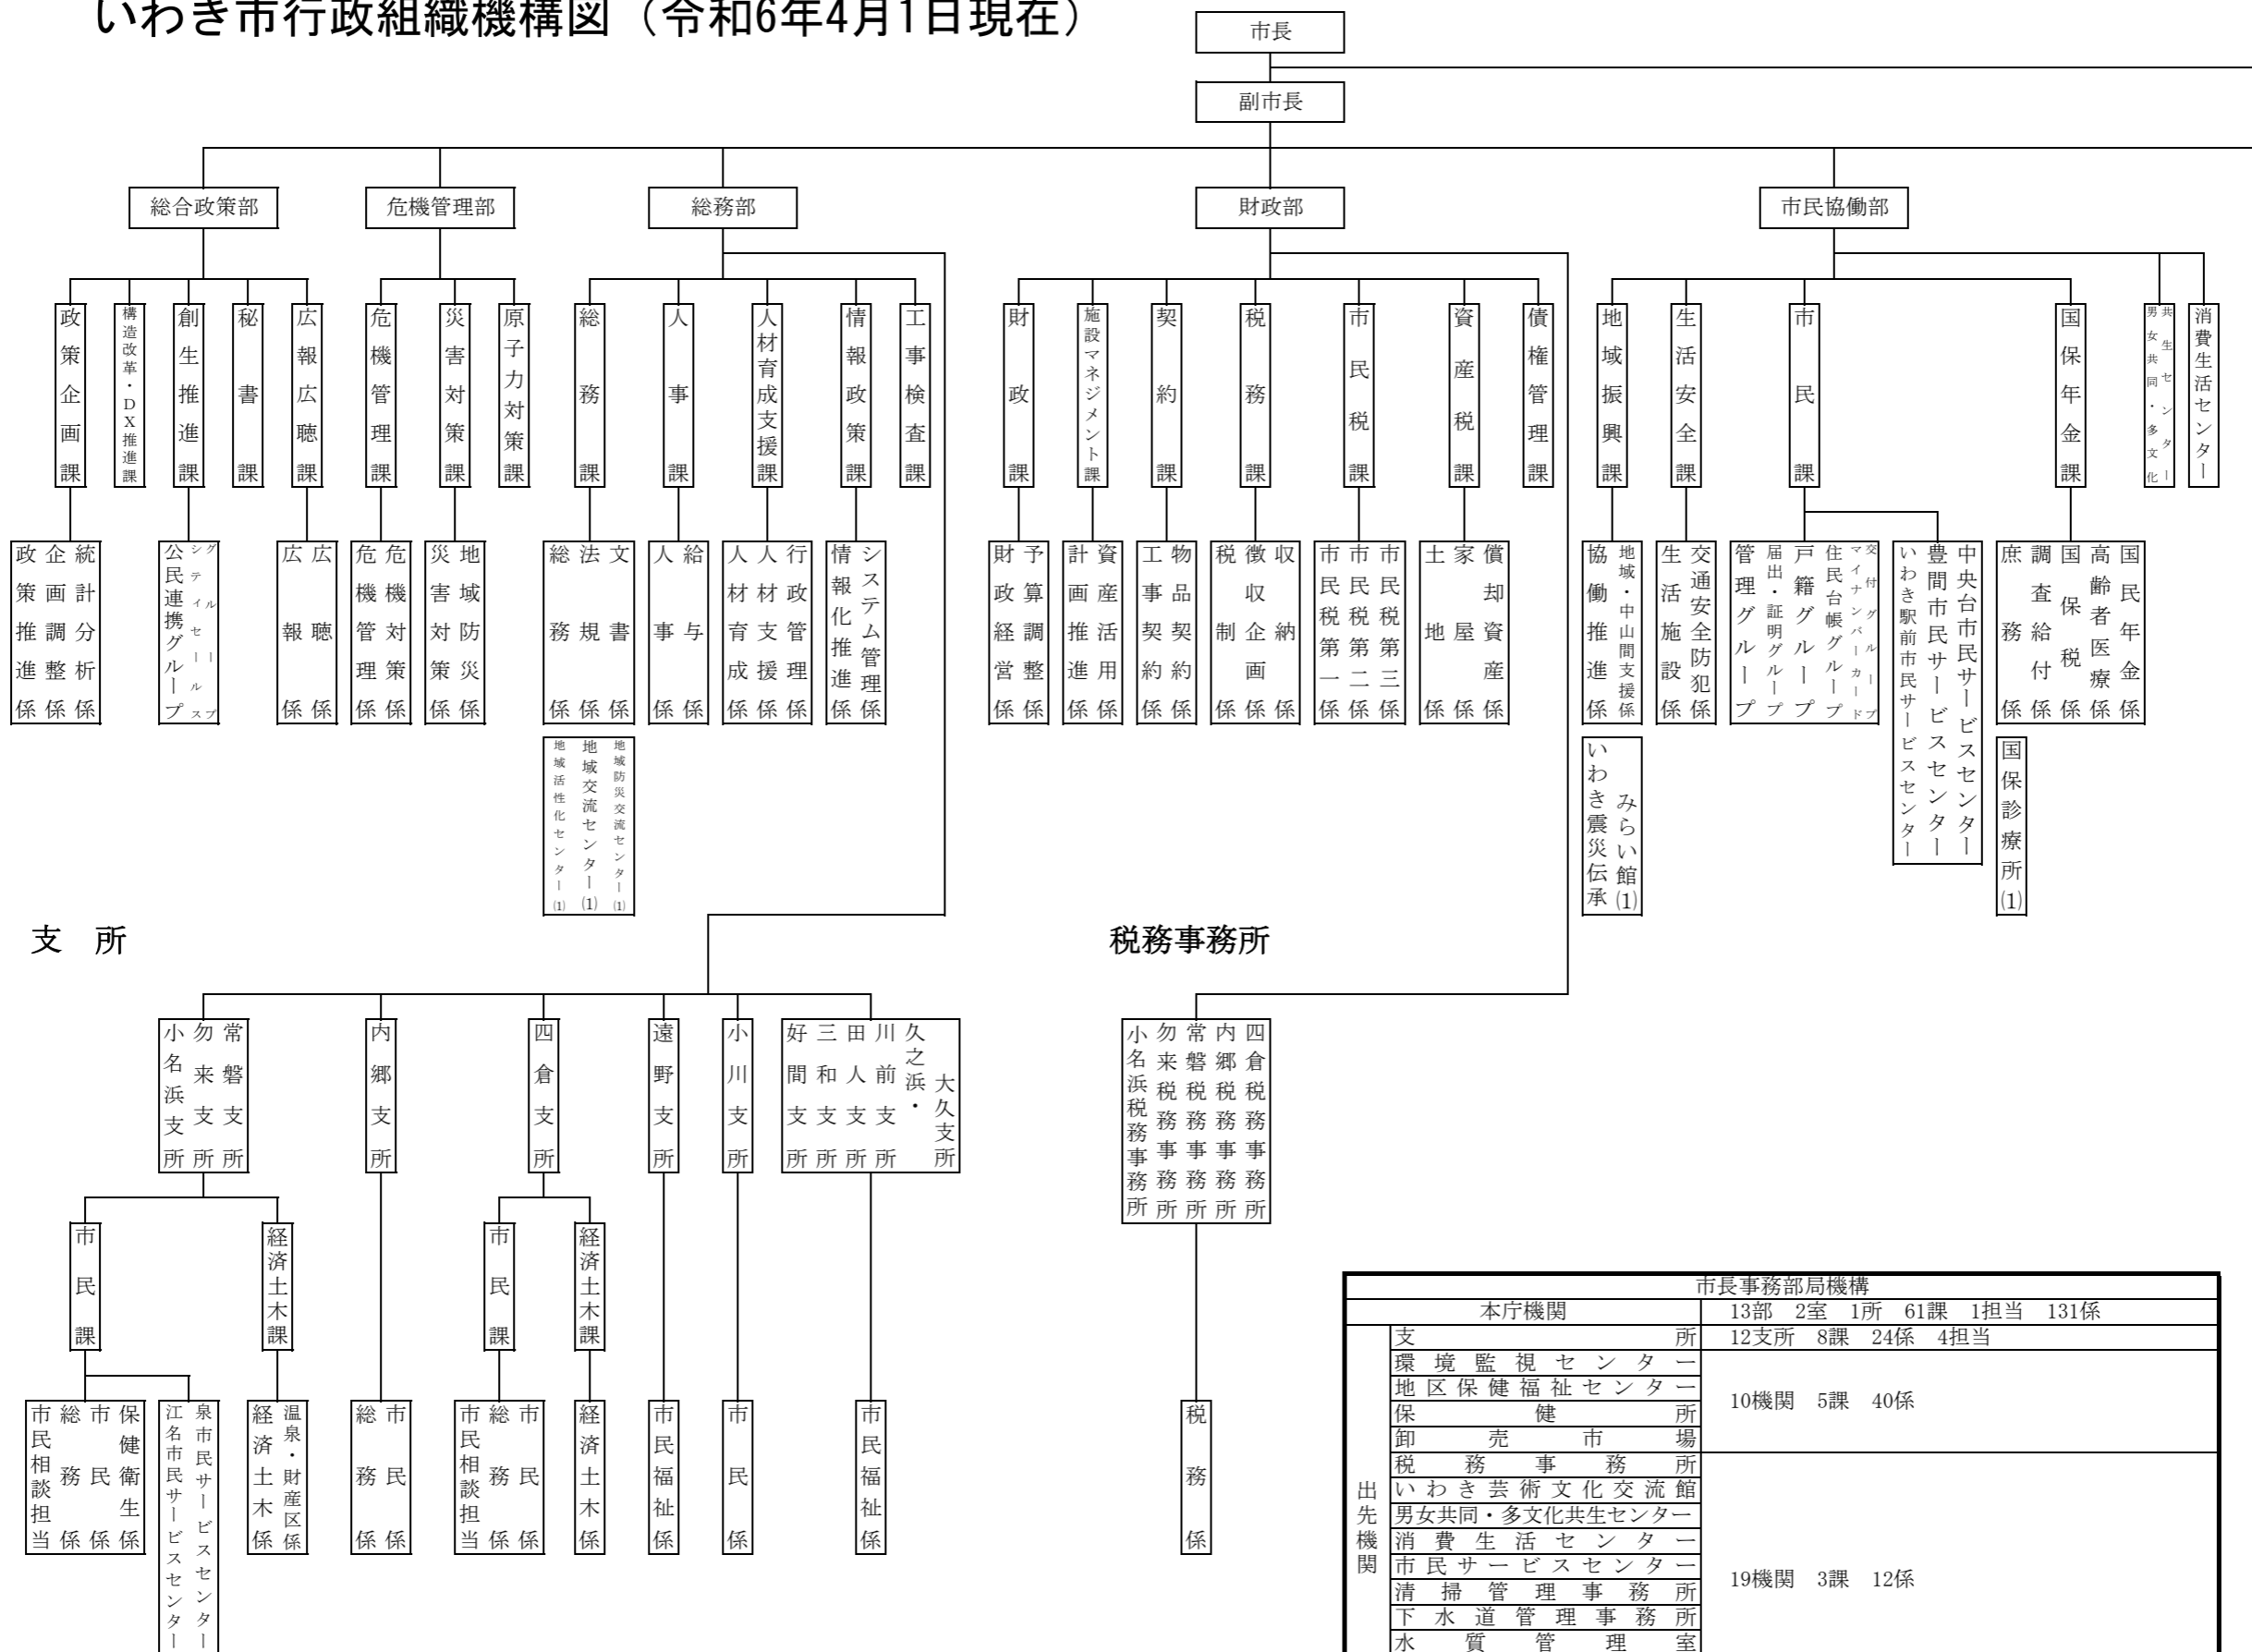 いわき市行政組織機構図（令和6年4月1日現在）
市長
副市長
総合政策部
危機管理部
総務部
財政部
市民協働部
政策企画課
構造改革・DX推進課
創生推進課
秘書課
広報広聴課
危機管理課
災害対策課
原子力対策課
総務課
人事課
人材育成支援課
情報政策課
工事検査課
財政課
施設マネジメント課
契約課
税務課
市民税課
資産税課
債権管理課
地域振興課
生活安全課
市民課
国保年金課
男女共同・多文化
共生センター
消費生活センター
政策推進係
企画調整係
統計分析係
公民連携グループ
シティセールス
グループ
広報係
広聴係
危機管理係
危機対策係
災害対策係
地域防災係
総務係
法規係
文書係
人事係
給与係
人材育成係
人材支援係
行政管理係
情報化推進係
システム管理係
財政経営係
予算調整係
計画推進係
資産活用係
工事契約係
物品契約係
税制係
徴収企画係
収納係
市民税第一係
市民税第二係
市民税第三係
土地係
家屋係
償却資産係
協働推進係
地域・中山間支援係
生活施設係
交通安全防犯係
管理グループ
届出・証明グループ
戸籍グループ
住民台帳グループ
マイナンバーカード
交付グループ
いわき駅前市民サービスセンター
豊間市民サービスセンター
中央台市民サービスセンター
庶務係
調査給付係
国保税係
高齢者医療係
国民年金係
地域活性化センター(1)
地域交流センター(1)
地域防災交流センター(1)
いわき震災伝承
みらい館(1)
国保診療所(1)
支　所
税務事務所
小名浜支所
勿来支所
常磐支所
内郷支所
四倉支所
遠野支所
小川支所
好間支所
三和支所
田人支所
川前支所
久之浜・
大久支所
小名浜税務事務所
勿来税務事務所
常磐税務事務所
内郷税務事務所
四倉税務事務所
市民課
経済土木課
市民課
経済土木課
市民相談担当
総務係
市民係
保健衛生係
江名市民サービスセンター
泉市民サービスセンター
経済土木係
温泉・財産区係
総務係
市民係
市民相談担当
総務係
市民係
経済土木係
市民福祉係
市民係
市民福祉係
税務係
市長事務部局機構
本庁機関　13部　2室　1所　61課　1担当　131係
出先機関
支所　12支所　8課　24係　4担当
環境監視センター
地区保健福祉センター
保健所
卸売市場
10機関　5課　40係
税務事務所
いわき芸術文化交流館
男女共同・多文化共生センター
消費生活センター
市民サービスセンター
清掃管理事務所
下水道管理事務所
水質管理室
19機関　3課　12係